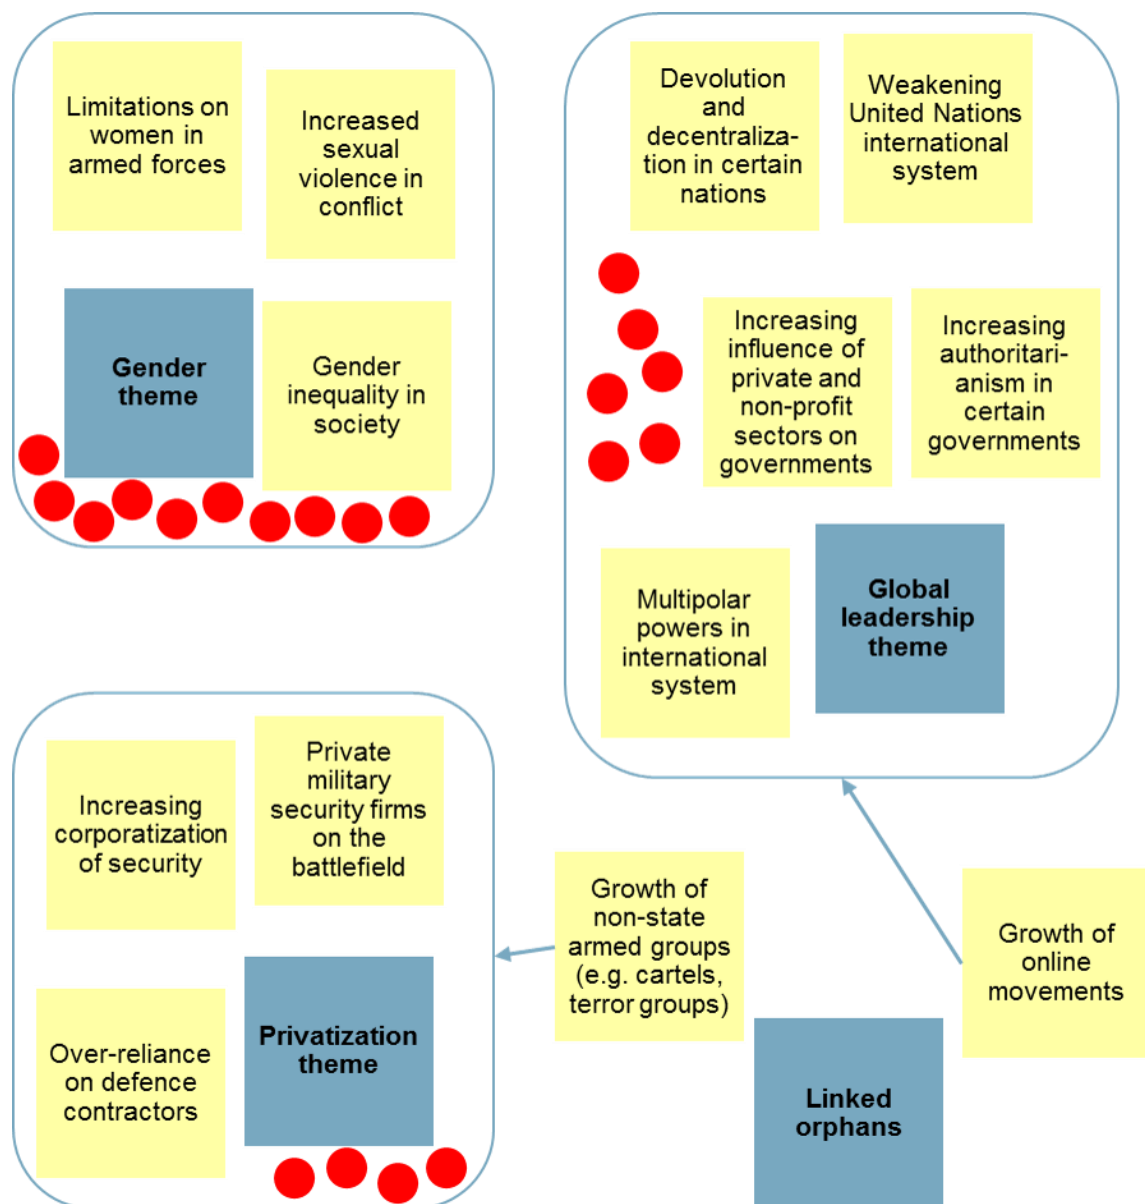 Limitations on
women in
armed forces
Increased
sexual
violence in
conflict
Gender
theme
Gender
inequality in
society
Devolution
and
decentraliza-
tion in certain
nations
Weakening
United Nations
international
system
Increasing
influence of
private and
non-profit
sectors on
governments
Increasing
authoritari-
anism in
certain
governments
Multipolar
powers in
international
system
Global
leadership
theme
Increasing
corporatization
of security
Private
military
security firms
on the
battlefield
Over-reliance
on defence
contractors
Privatization
theme
Growth of
non-state
armed groups
(e.g. cartels,
terror groups)
Growth of
online
movements
Linked
orphans